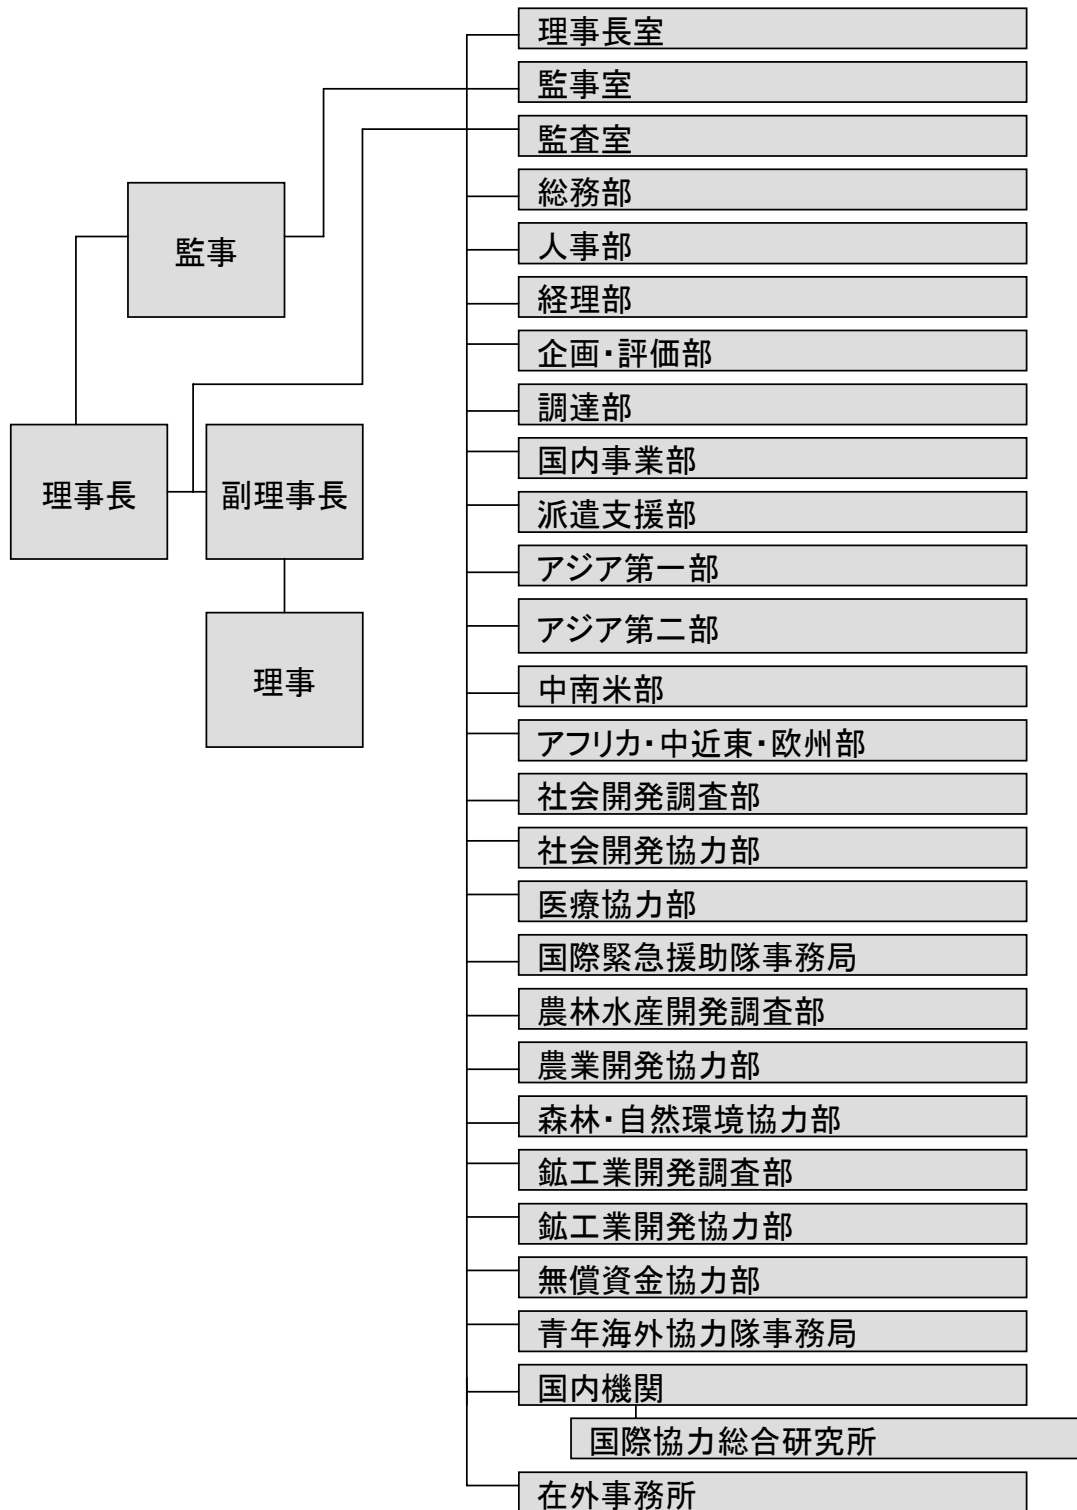 理事長室
監事室
監査室
総務部
監事
人事部
経理部
企画・評価部
調達部
国内事業部
理事長
副理事長
派遣支援部
アジア第一部
アジア第二部
理事
中南米部
アフリカ・中近東・欧州部
社会開発調査部
社会開発協力部
医療協力部
国際緊急援助隊事務局
農林水産開発調査部
農業開発協力部
森林・自然環境協力部
鉱工業開発調査部
鉱工業開発協力部
無償資金協力部
青年海外協力隊事務局
国内機関
国際協力総合研究所
在外事務所